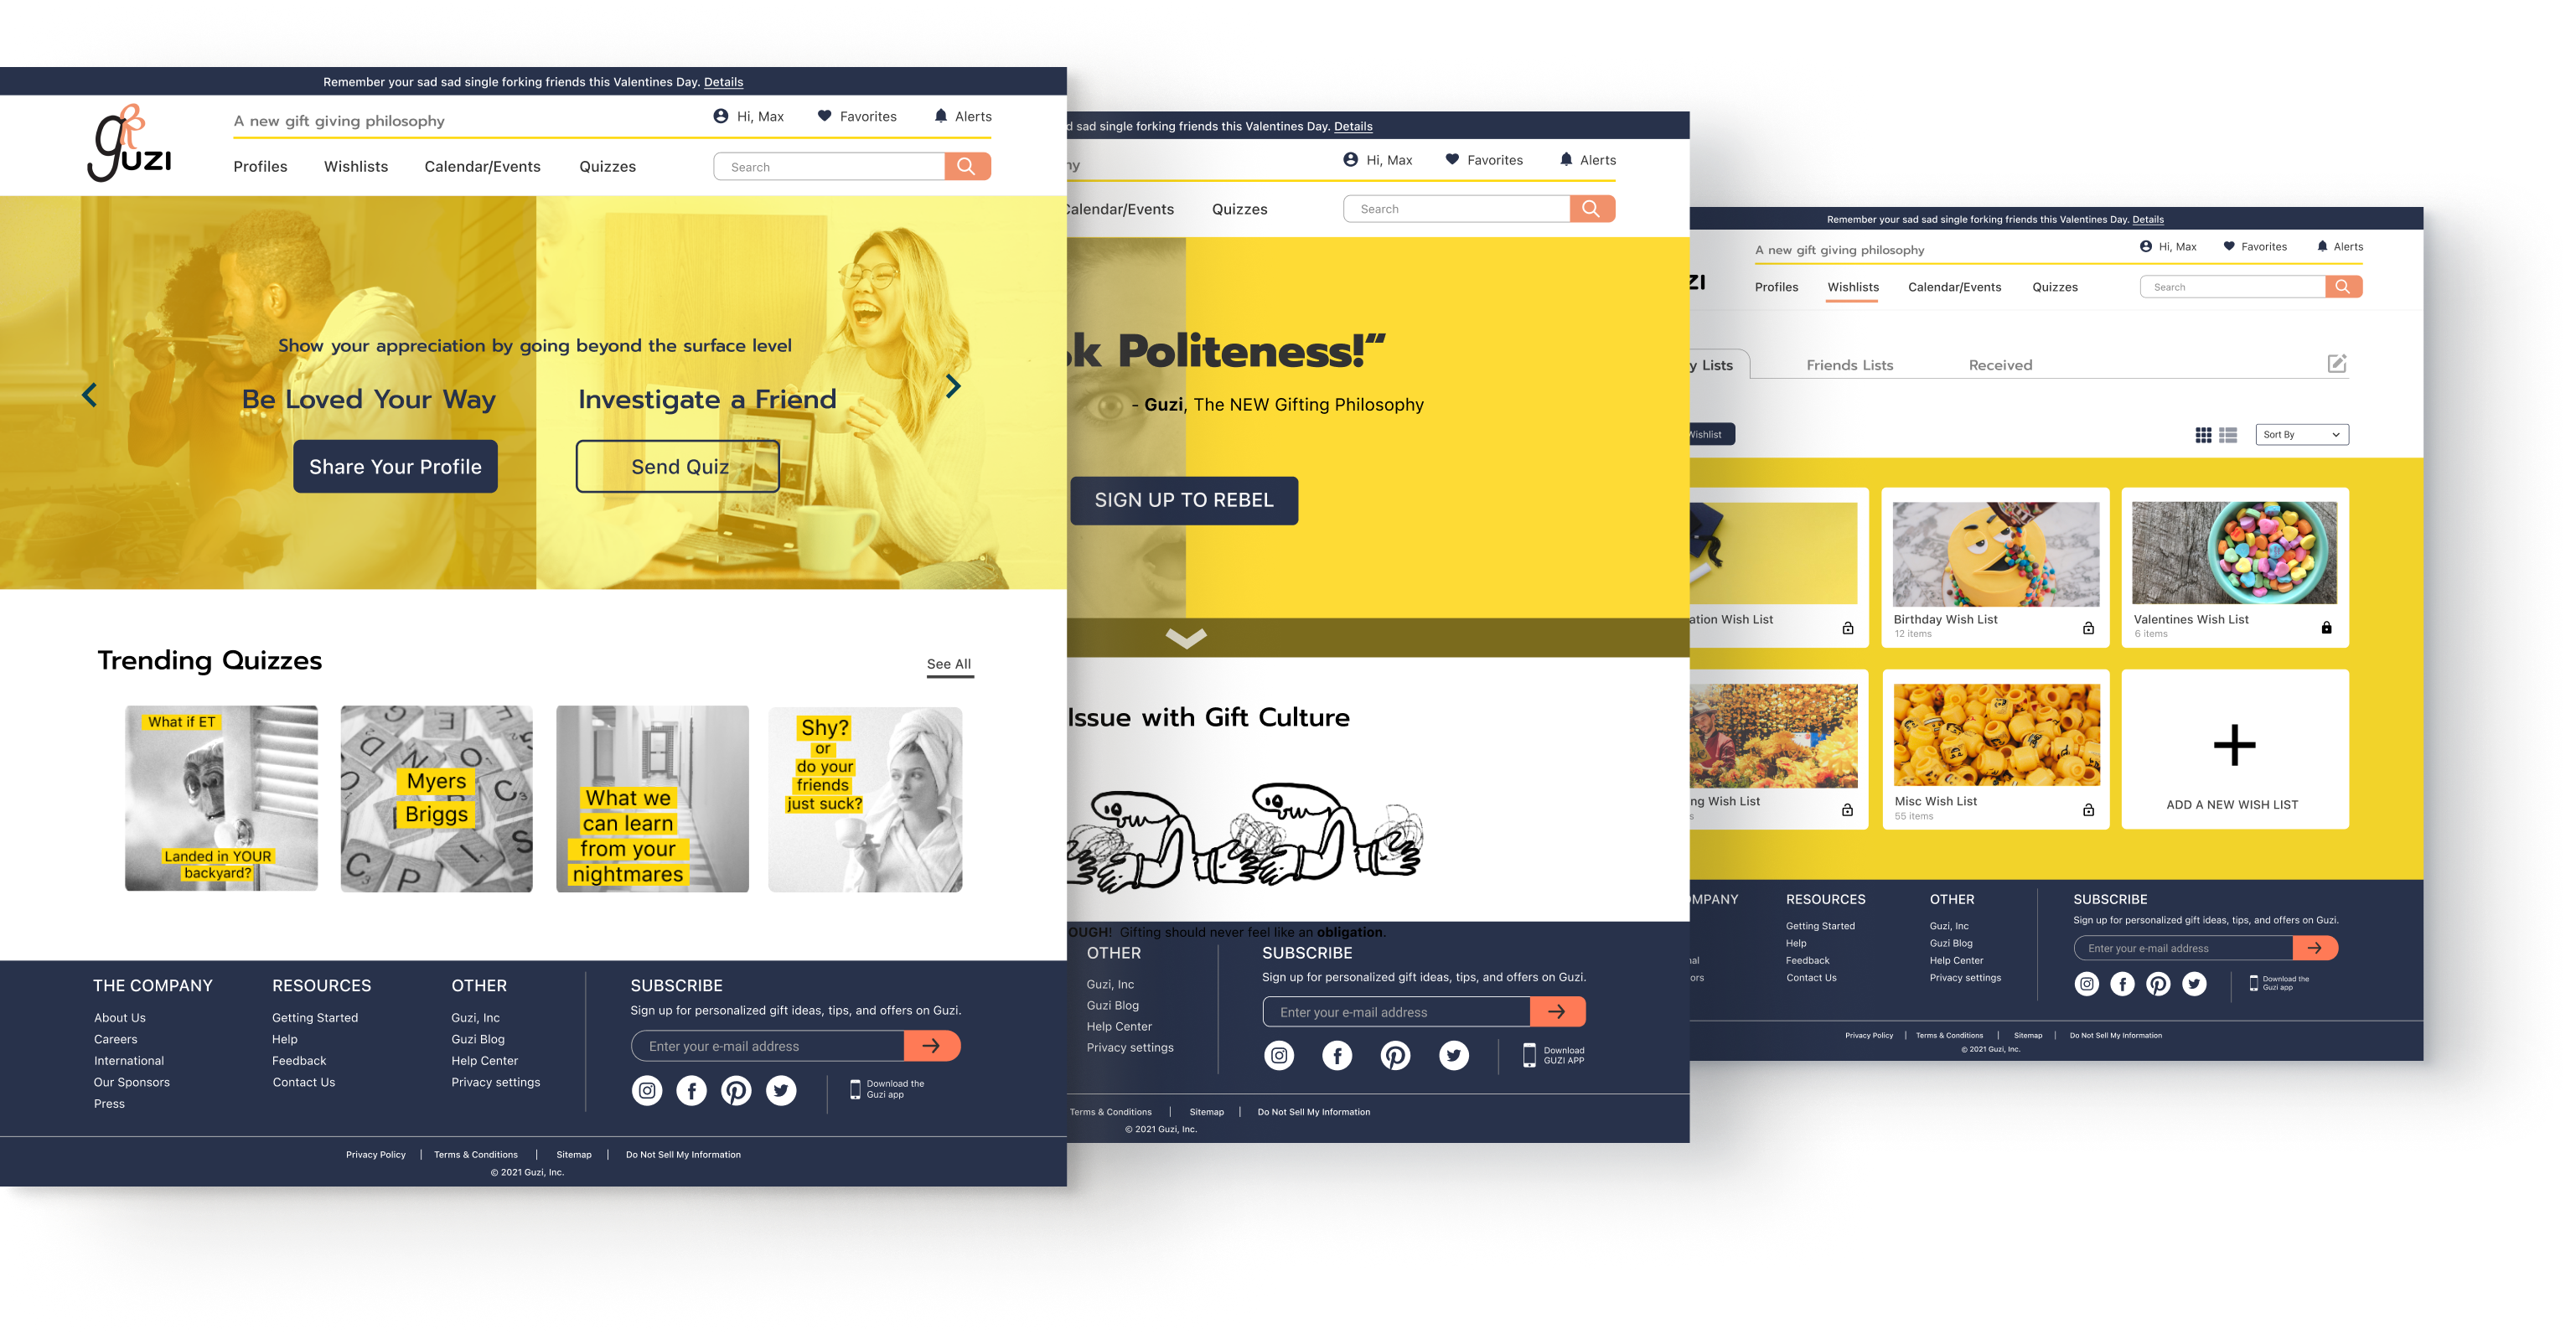 Remember your sad sad single forking friends this Valentines Day. Details
guzi
A new gift giving philosophy
Hi, Max
Favorites
Alerts
Profiles
Wishlists
Calendar/Events
Quizzes
Search
Show your appreciation by going beyond the surface level
Be Loved Your Way
Investigate a Friend
Share Your Profile
Send Quiz
Trending Quizzes
See All
What if ET
Landed in YOUR
backyard?
Myers
Briggs
What we
can learn
from your
nightmares
Shy?
or
do your
friends
just suck?
THE COMPANY
About Us
Careers
International
Our Sponsors
Press
RESOURCES
Getting Started
Help
Feedback
Contact Us
OTHER
Guzi, Inc
Guzi Blog
Help Center
Privacy settings
SUBSCRIBE
Sign up for personalized gift ideas, tips, and offers on Guzi.
Enter your e-mail address
Download the
Guzi app
Privacy Policy | Terms & Conditions | Sitemap | Do Not Sell My Information
© 2021 Guzi, Inc.
sad single forking friends this Valentines Day. Details
Hi, Max
Favorites
Alerts
Calendar/Events
Quizzes
Search
Politeness!”
- Guzi, The NEW Gifting Philosophy
SIGN UP TO REBEL
Issue with Gift Culture
OUGH! Gifting should never feel like an obligation.
OTHER
Guzi, Inc
Guzi Blog
Help Center
Privacy settings
SUBSCRIBE
Sign up for personalized gift ideas, tips, and offers on Guzi.
Enter your e-mail address
Download
GUZI APP
Terms & Conditions | Sitemap | Do Not Sell My Information
© 2021 Guzi, Inc.
Remember your sad sad single forking friends this Valentines Day. Details
ZI
A new gift giving philosophy
Hi, Max
Favorites
Alerts
Profiles
Wishlists
Calendar/Events
Quizzes
Search
y Lists
Friends Lists
Received
Wishlist
Sort By
ation Wish List
Birthday Wish List
12 items
Valentines Wish List
6 items
ng Wish List
s
Misc Wish List
55 items
ADD A NEW WISH LIST
MPANY
nal
ors
RESOURCES
Getting Started
Help
Feedback
Contact Us
OTHER
Guzi, Inc
Guzi Blog
Help Center
Privacy settings
SUBSCRIBE
Sign up for personalized gift ideas, tips, and offers on Guzi.
Enter your e-mail address
Download the
Guzi app
Privacy Policy | Terms & Conditions | Sitemap | Do Not Sell My Information
© 2021 Guzi, Inc.